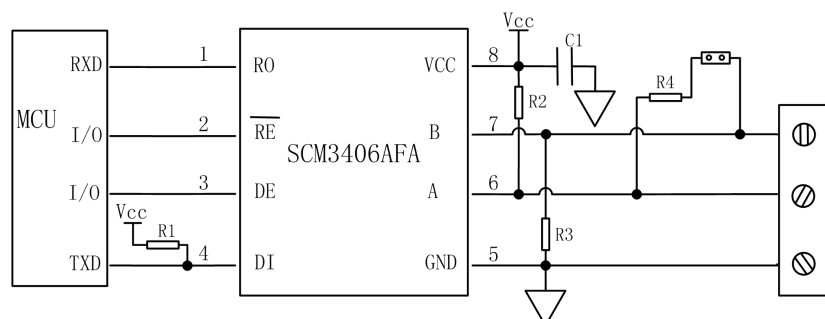 Vcc
C1
MCU
RXD
1
RO
VCC
8
R4
R2
I/O
2
RE
SCM3406AFA
B
7
I/O
3
DE
A
6
Vcc
R1
R3
TXD
4
DI
GND
5